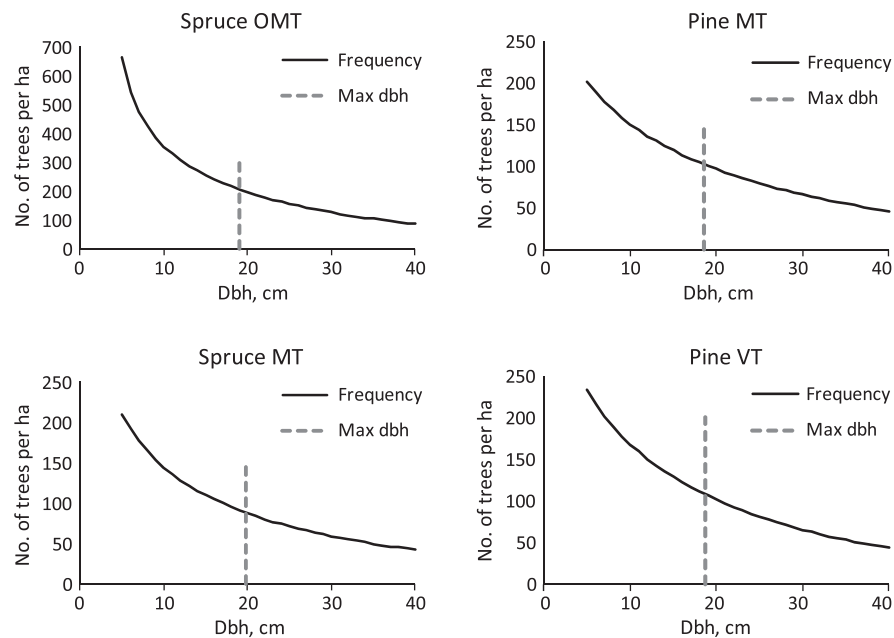 Spruce OMT
No. of trees per ha
700
600
500
400
300
200
100
0
0 10 20 30 40
Dbh, cm
Frequency
Max dbh
Pine MT
No. of trees per ha
250
200
150
100
50
0
0 10 20 30 40
Dbh, cm
Frequency
Max dbh
Spruce MT
No. of trees per ha
250
200
150
100
50
0
0 10 20 30 40
Dbh, cm
Frequency
Max dbh
Pine VT
No. of trees per ha
250
200
150
100
50
0
0 10 20 30 40
Dbh, cm
Frequency
Max dbh